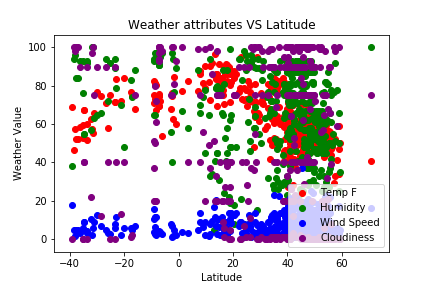 Weather attributes VS Latitude
Weather Value
100
80
60
40
20
0
−40
−20
0
20
40
60
Latitude
Temp F
Humidity
Wind Speed
Cloudiness